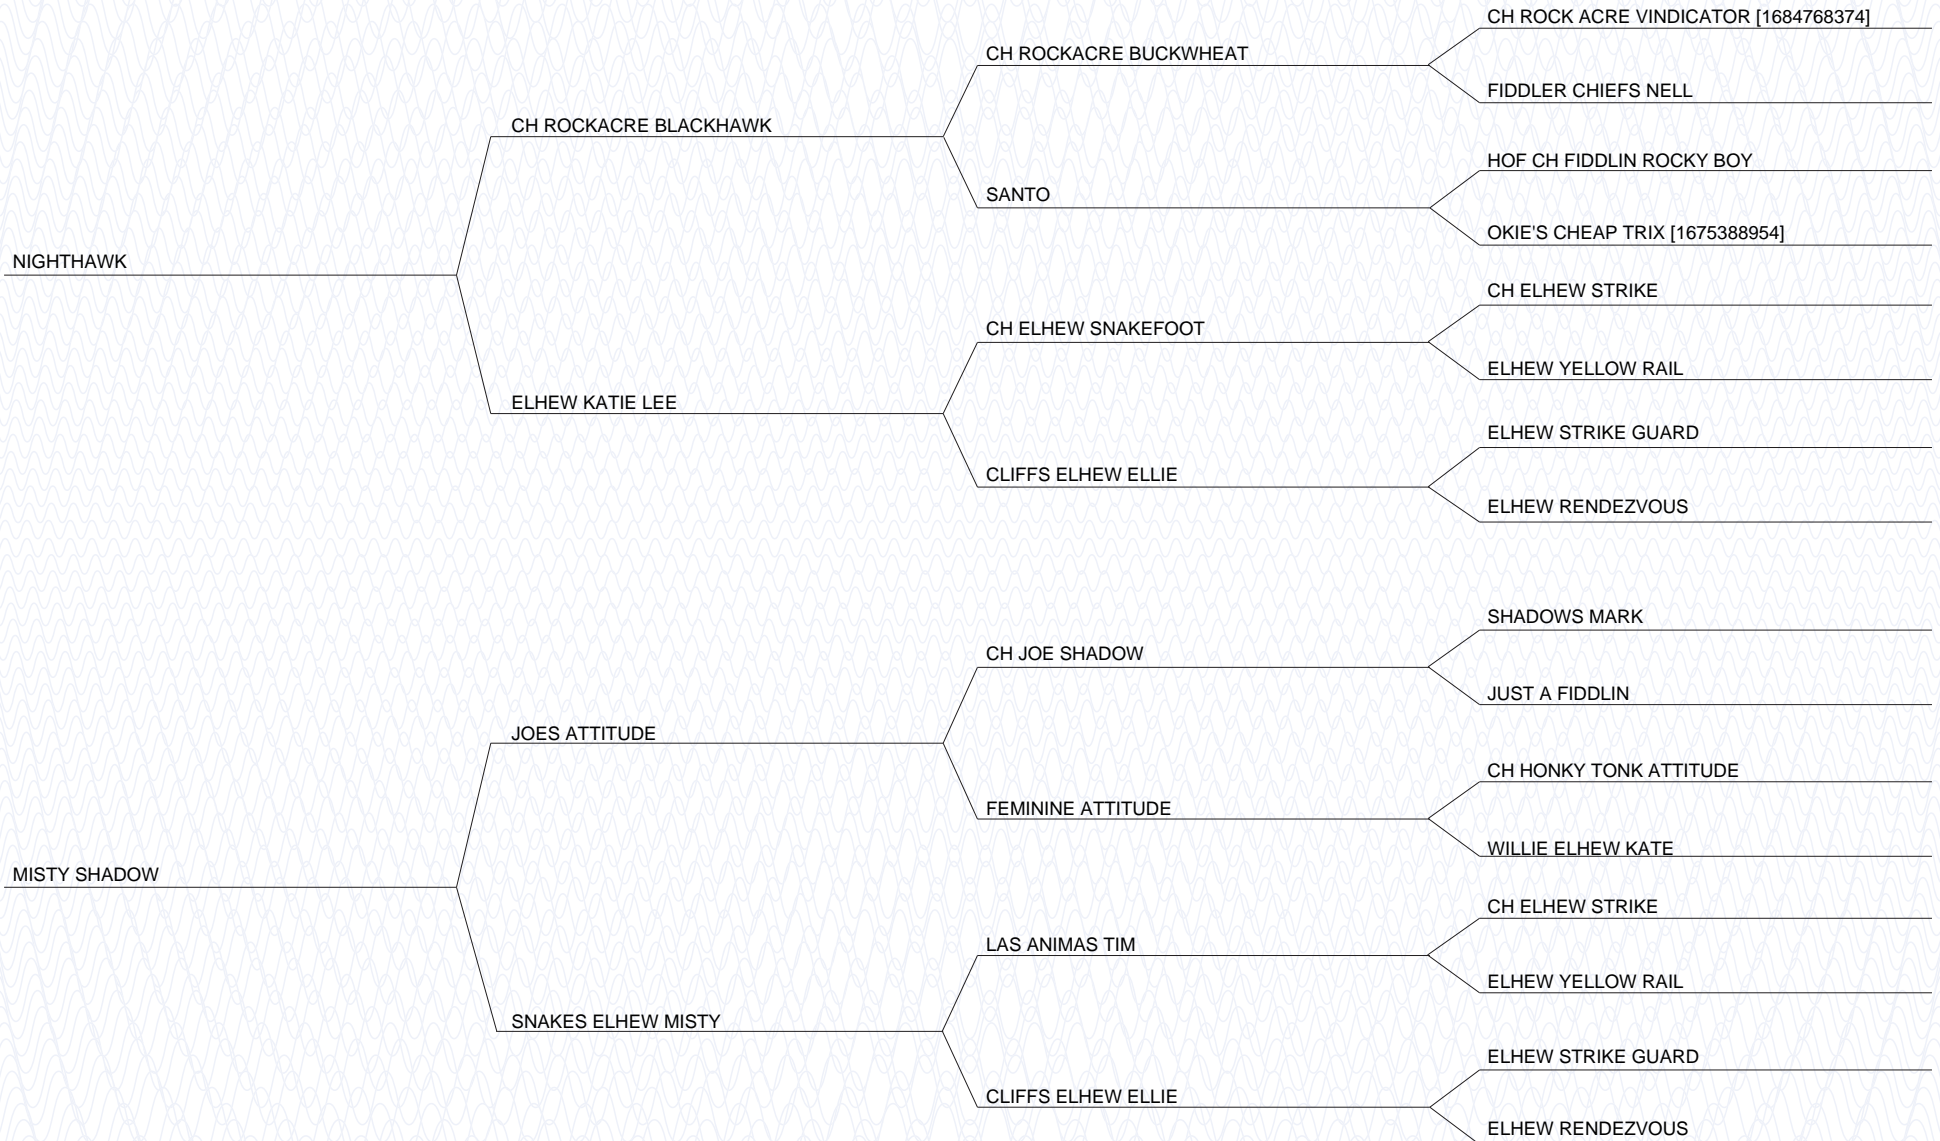 CH ROCK ACRE VINDICATOR [1684768374]
CH ROCKACRE BUCKWHEAT
FIDDLER CHIEFS NELL
CH ROCKACRE BLACKHAWK
HOF CH FIDDLIN ROCKY BOY
SANTO
OKIE'S CHEAP TRIX [1675388954]
NIGHTHAWK
CH ELHEW STRIKE
CH ELHEW SNAKEFOOT
ELHEW YELLOW RAIL
ELHEW KATIE LEE
ELHEW STRIKE GUARD
CLIFFS ELHEW ELLIE
ELHEW RENDEZVOUS
SHADOWS MARK
CH JOE SHADOW
JUST A FIDDLIN
JOES ATTITUDE
CH HONKY TONK ATTITUDE
FEMININE ATTITUDE
WILLIE ELHEW KATE
MISTY SHADOW
CH ELHEW STRIKE
LAS ANIMAS TIM
ELHEW YELLOW RAIL
SNAKES ELHEW MISTY
ELHEW STRIKE GUARD
CLIFFS ELHEW ELLIE
ELHEW RENDEZVOUS